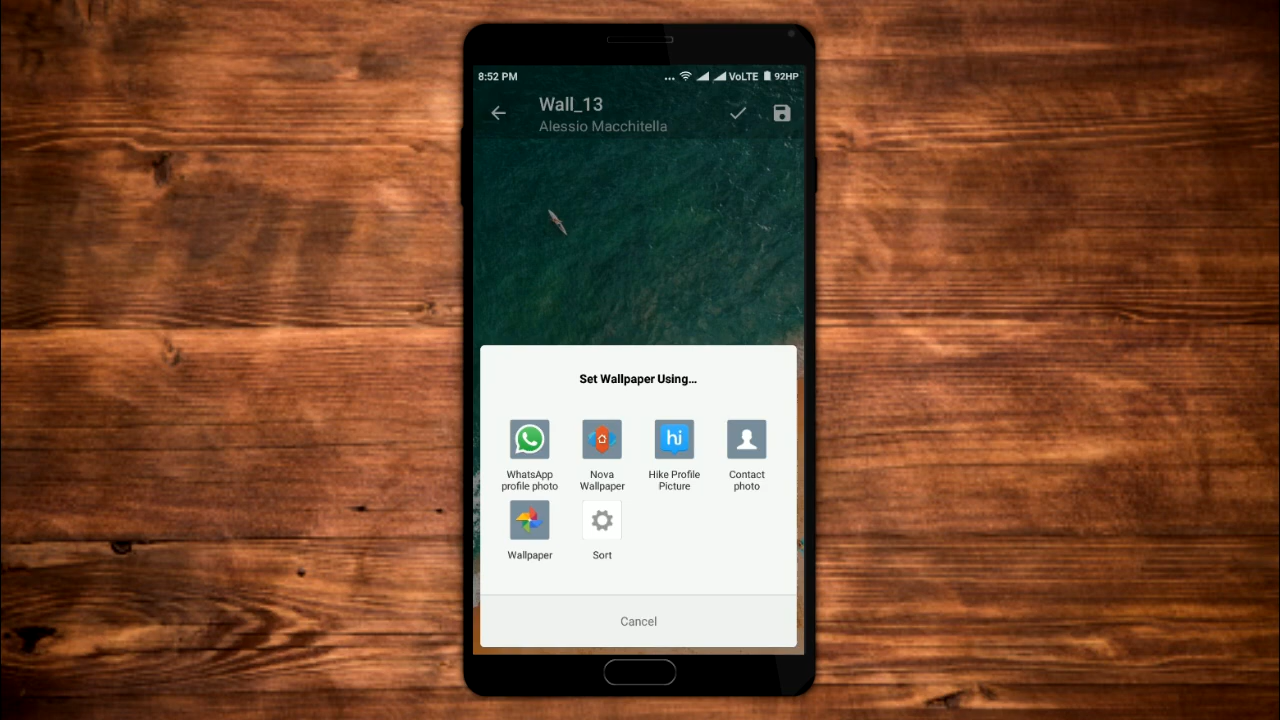 8:52 PM
... VoLTE 92HP
Wall_13
Alessio Macchitella
Set Wallpaper Using...
hi
WhatsApp
profile photo
Nova
Wallpaper
Hike Profile
Picture
Contact
photo
Wallpaper
Sort
Cancel